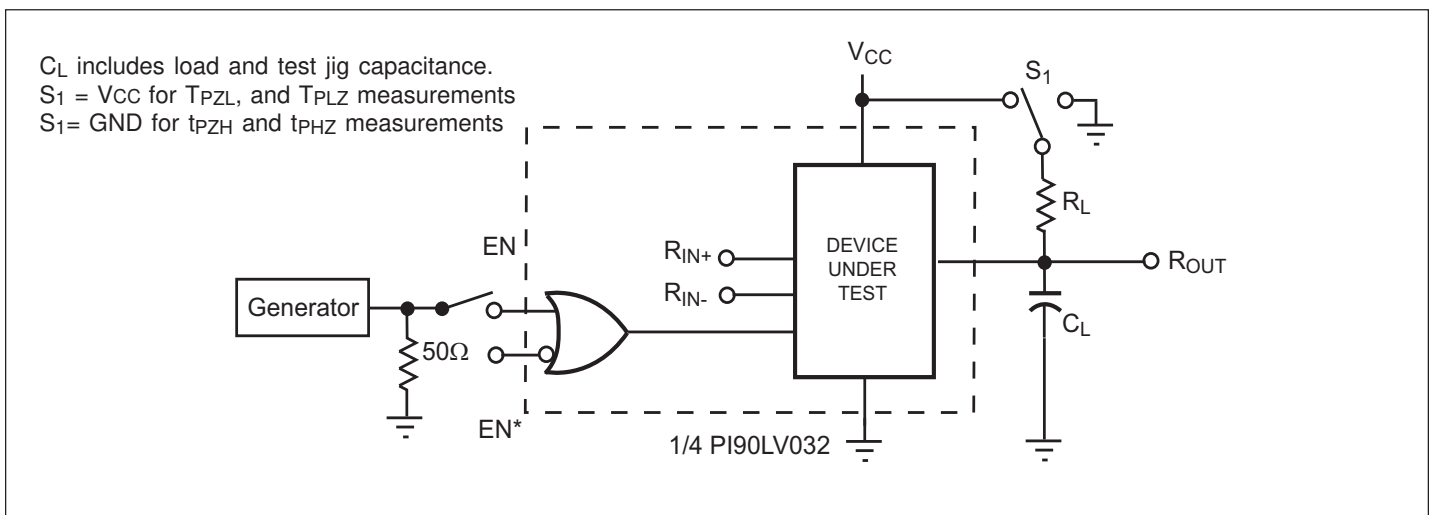 CL includes load and test jig capacitance.
S1 = VCC for TPZL, and TPLZ measurements
S1= GND for tPZH and tPHZ measurements
VCC
S1
RL
EN
RIN+
RIN-
DEVICE
UNDER
TEST
ROUT
Generator
50Ω
CL
EN*
1/4 PI90LV032